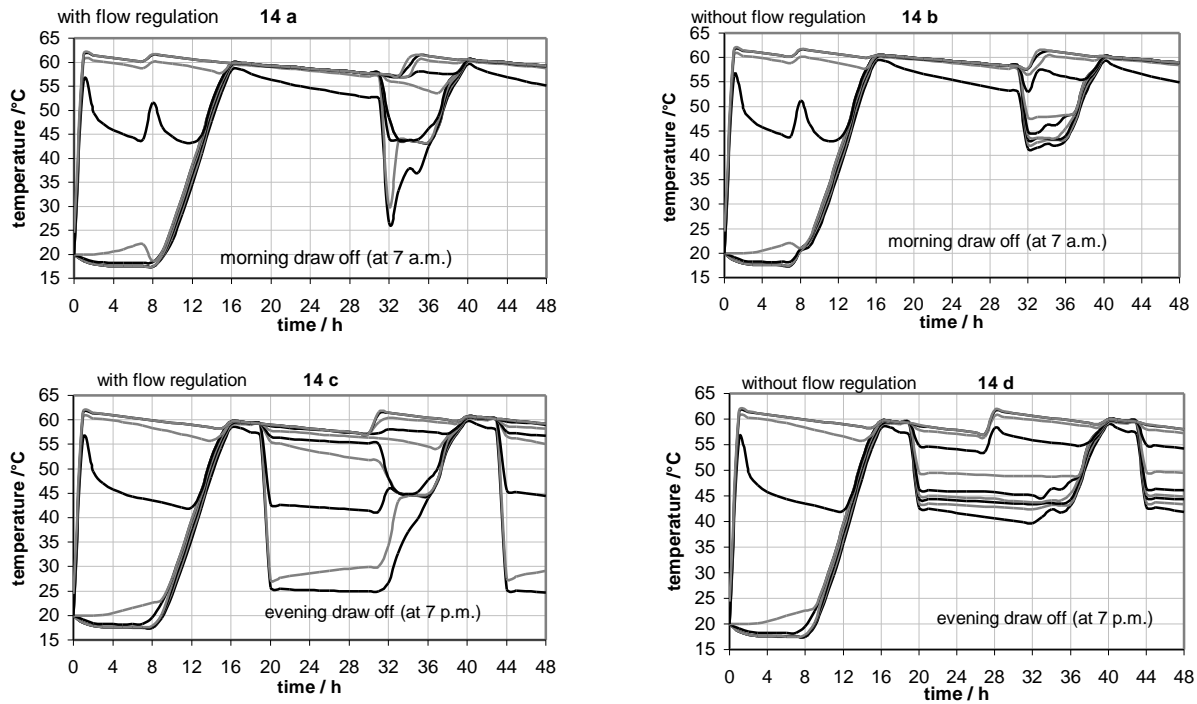 with flow regulation 14 a
temperature /°C
65
60
55
50
45
40
35
30
25
20
15
morning draw off (at 7 a.m.)
0 4 8 12 16 20 24 28 32 36 40 44 48
time / h
without flow regulation 14 b
temperature /°C
65
60
55
50
45
40
35
30
25
20
15
morning draw off (at 7 a.m.)
0 4 8 12 16 20 24 28 32 36 40 44 48
time / h
with flow regulation 14 c
temperature /°C
65
60
55
50
45
40
35
30
25
20
15
evening draw off (at 7 p.m.)
0 4 8 12 16 20 24 28 32 36 40 44 48
time / h
without flow regulation 14 d
temperature /°C
65
60
55
50
45
40
35
30
25
20
15
evening draw off (at 7 p.m.)
0 4 8 12 16 20 24 28 32 36 40 44 48
time / h